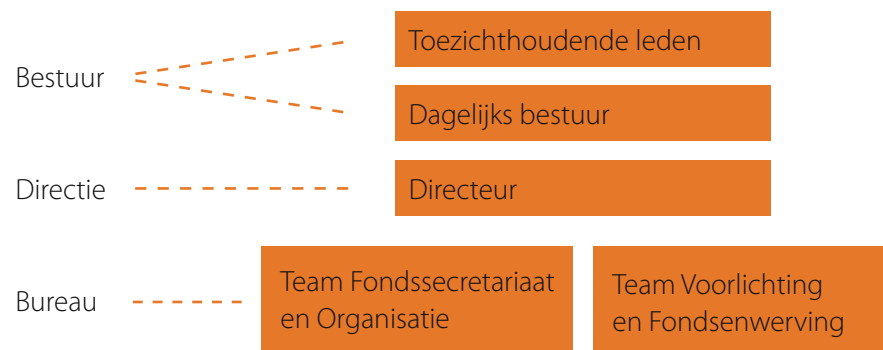 Bestuur
Toezichthoudende leden
Dagelijks bestuur
Directie
Directeur
Bureau
Team Fondssecretariaat
en Organisatie
Team Voorlichting
en Fondsenwerving